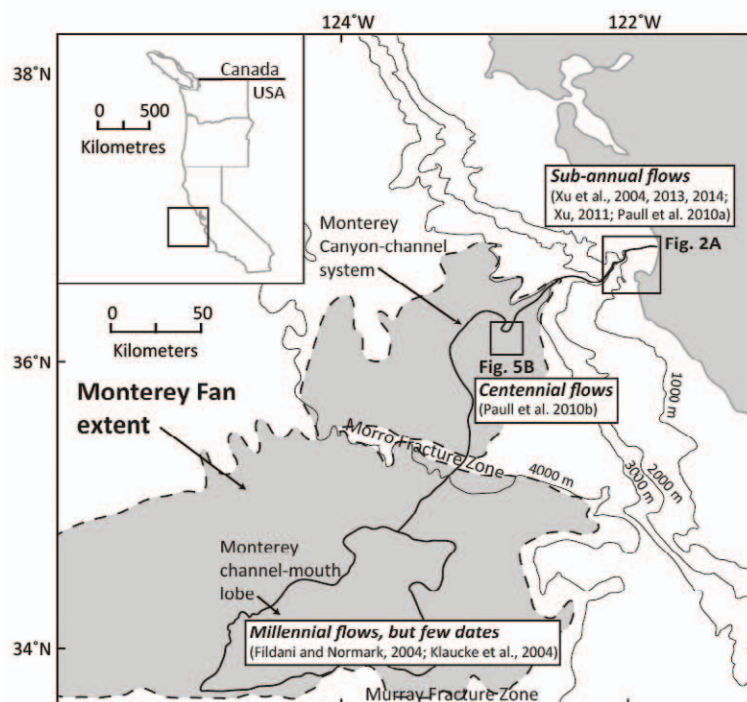 124°W
122°W
38°N
Canada
USA
0 500
Kilometres
Sub-annual flows
(Xu et al., 2004, 2013, 2014;
Xu, 2011; Paull et al. 2010a)
Monterey
Canyon-channel
system
Fig. 2A
0 50
Kilometers
36°N
Fig. 5B
Monterey Fan
extent
Centennial flows
(Paull et al. 2010b)
1000 m
2000 m
3000 m
Morro Fracture Zone
4000 m
Monterey
channel-mouth
lobe
Millennial flows, but few dates
(Fildani and Normark, 2004; Klaucke et al., 2004)
34°N
Murray Fracture Zone